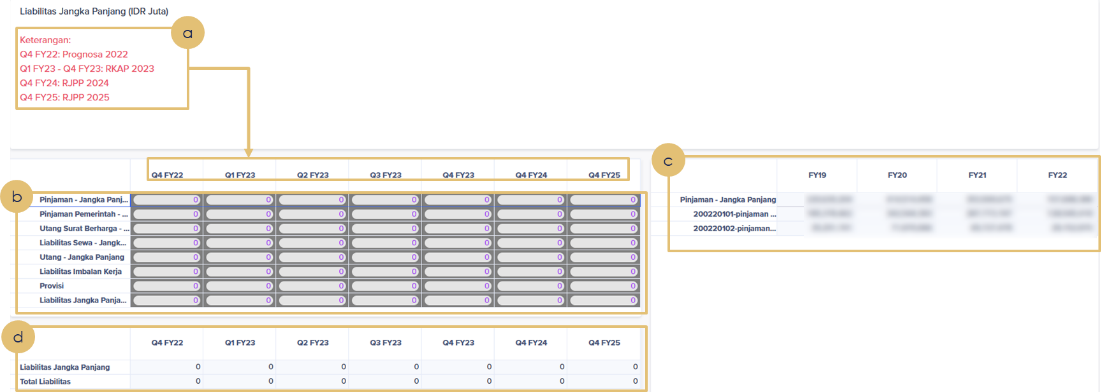 Liabilitas Jangka Panjang (IDR Juta)
a
Keterangan:
Q4 FY22: Prognosa 2022
Q1 FY23 - Q4 FY23: RKAP 2023
Q4 FY24: RJPP 2024
Q4 FY25: RJPP 2025
Q4 FY22 Q1 FY23 Q2 FY23 Q3 FY23 Q4 FY23 Q4 FY24 Q4 FY25
b
Pinjaman - Jangka Panj... 0 0 0 0 0 0 0
Pinjaman Pemerintah - ... 0 0 0 0 0 0 0
Utang Surat Berharga - ... 0 0 0 0 0 0 0
Liabilitas Sewa - Jangk... 0 0 0 0 0 0 0
Utang - Jangka Panjang 0 0 0 0 0 0 0
Liabilitas Imbalan Kerja 0 0 0 0 0 0 0
Provisi 0 0 0 0 0 0 0
Liabilitas Jangka Panja... 0 0 0 0 0 0 0
c
FY19 FY20 FY21 FY22
Pinjaman - Jangka Panjang
200220101-pinjaman ...
200220102-pinjaman...
d
Q4 FY22 Q1 FY23 Q2 FY23 Q3 FY23 Q4 FY23 Q4 FY24 Q4 FY25
Liabilitas Jangka Panjang 0 0 0 0 0 0 0
Total Liabilitas 0 0 0 0 0 0 0